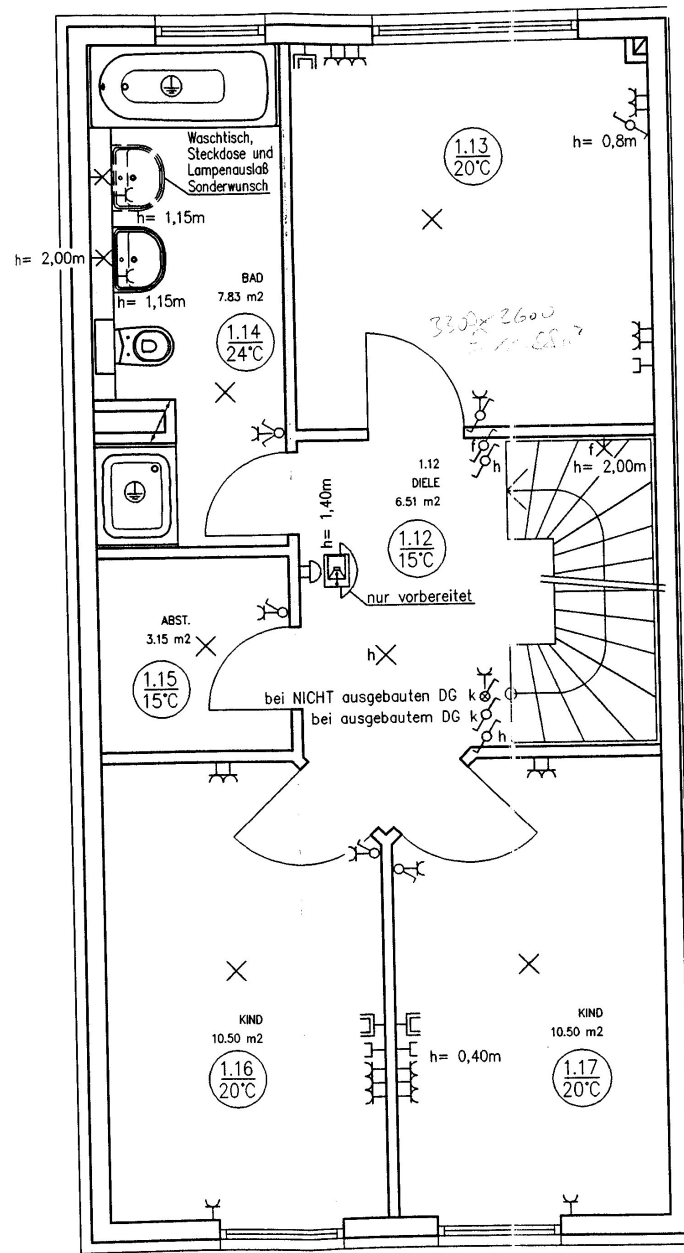 Waschtisch,
Steckdose und
Lampenauslaß
Sonderwunsch
h= 1,15m
h= 2,00m
h= 1,15m
BAD
7.83 m2
1.14
24°C
1.13
20°C
h= 0,8m
3300 x 2600
f
h
f
h= 2,00m
1.12
DIELE
6.51 m2
1.12
15°C
h= 1,40m
nur vorbereitet
ABST.
3.15 m2
1.15
15°C
h
bei NICHT ausgebauten DG k
bei ausgebautem DG k
h
KIND
10.50 m2
1.16
20°C
h= 0,40m
KIND
10.50 m2
1.17
20°C